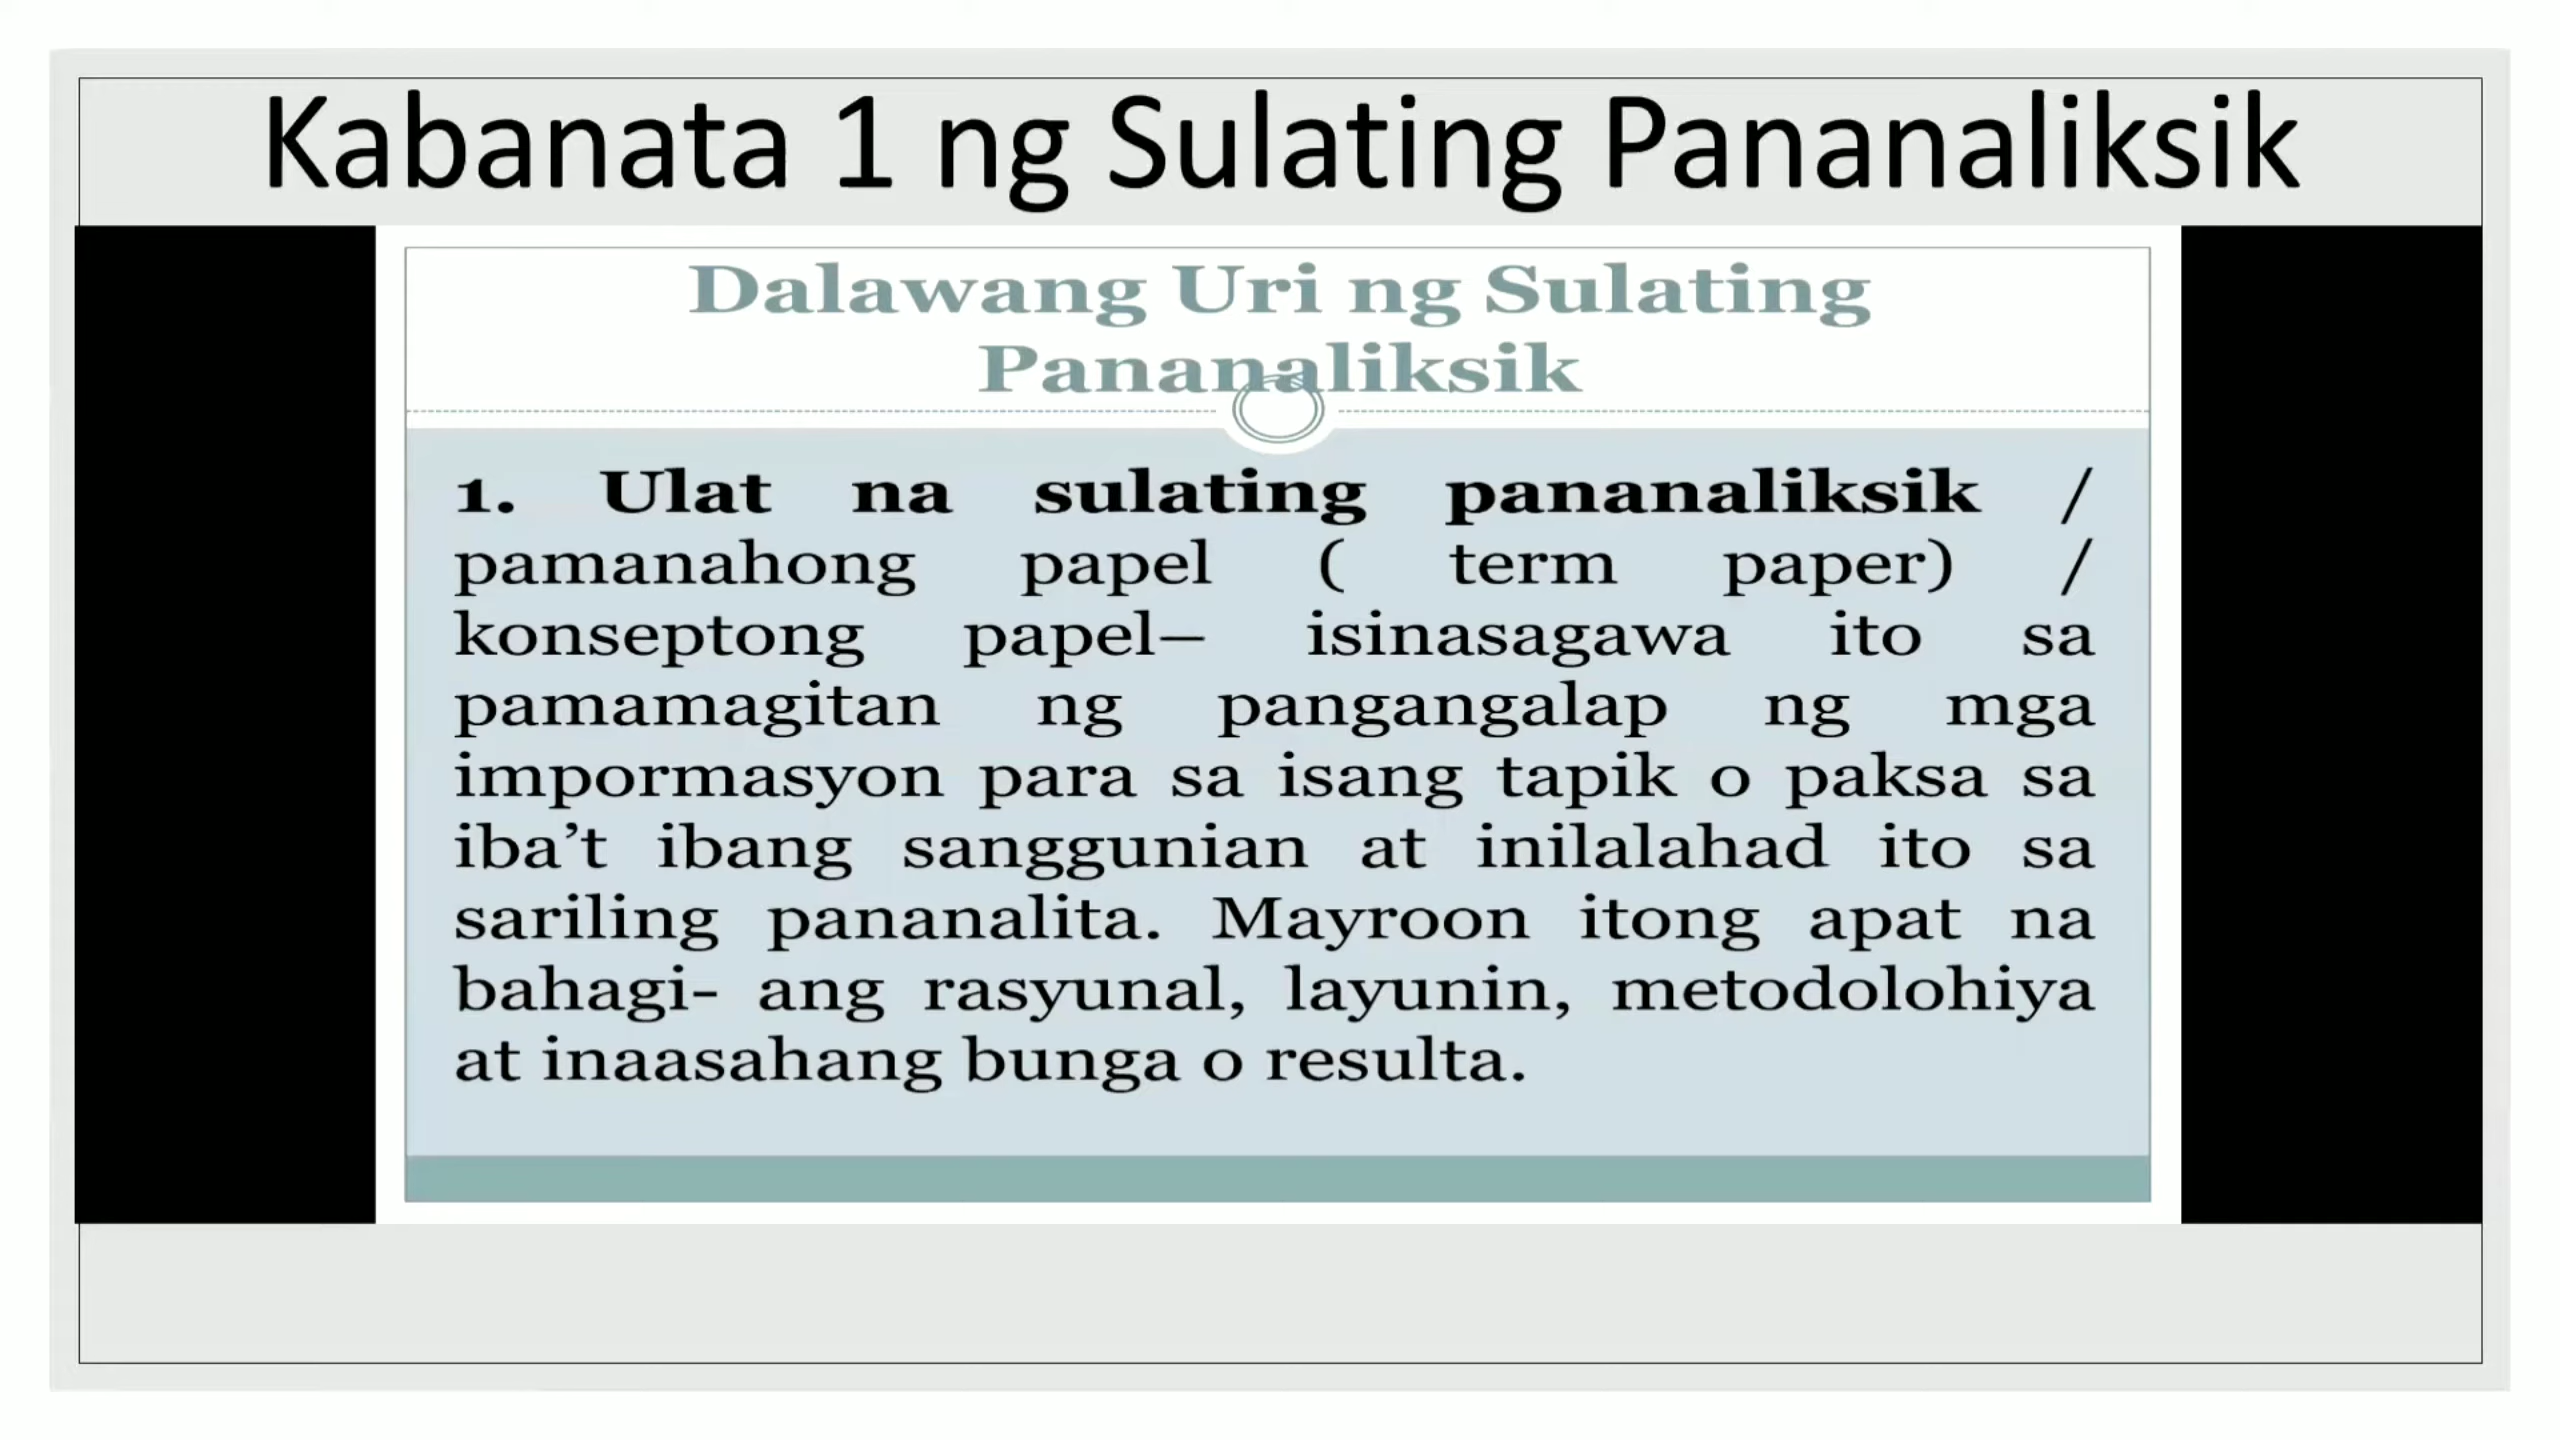 Kabanata 1 ng Sulating Pananaliksik
Dalawang Uri ng Sulating
Pananaliksik
1. Ulat na sulating pananaliksik /
pamanahong papel ( term paper) /
konseptong papel– isinasagawa ito sa
pamamagitan ng pangangalap ng mga
impormasyon para sa isang tapik o paksa sa
iba’t ibang sanggunian at inilalahad ito sa
sariling pananalita. Mayroon itong apat na
bahagi- ang rasyunal, layunin, metodolohiya
at inaasahang bunga o resulta.